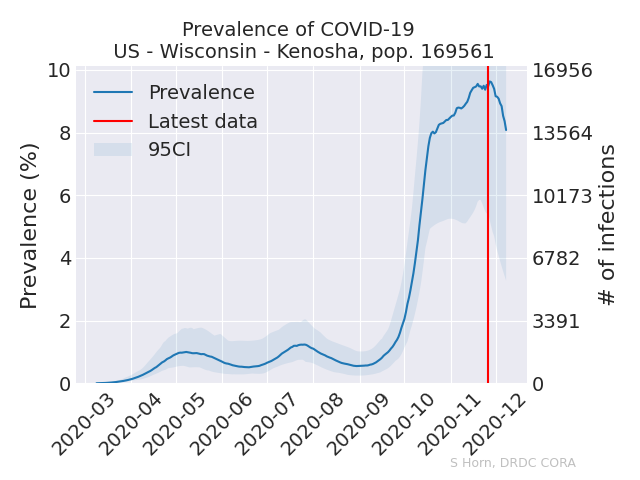 Prevalence of COVID-19
US - Wisconsin - Kenosha, pop. 169561
Prevalence (%)
10
8
6
4
2
0
Prevalence
Latest data
95CI
16956
13564
10173
6782
3391
0
# of infections
2020-03
2020-04
2020-05
2020-06
2020-07
2020-08
2020-09
2020-10
2020-11
2020-12
S Horn, DRDC CORA